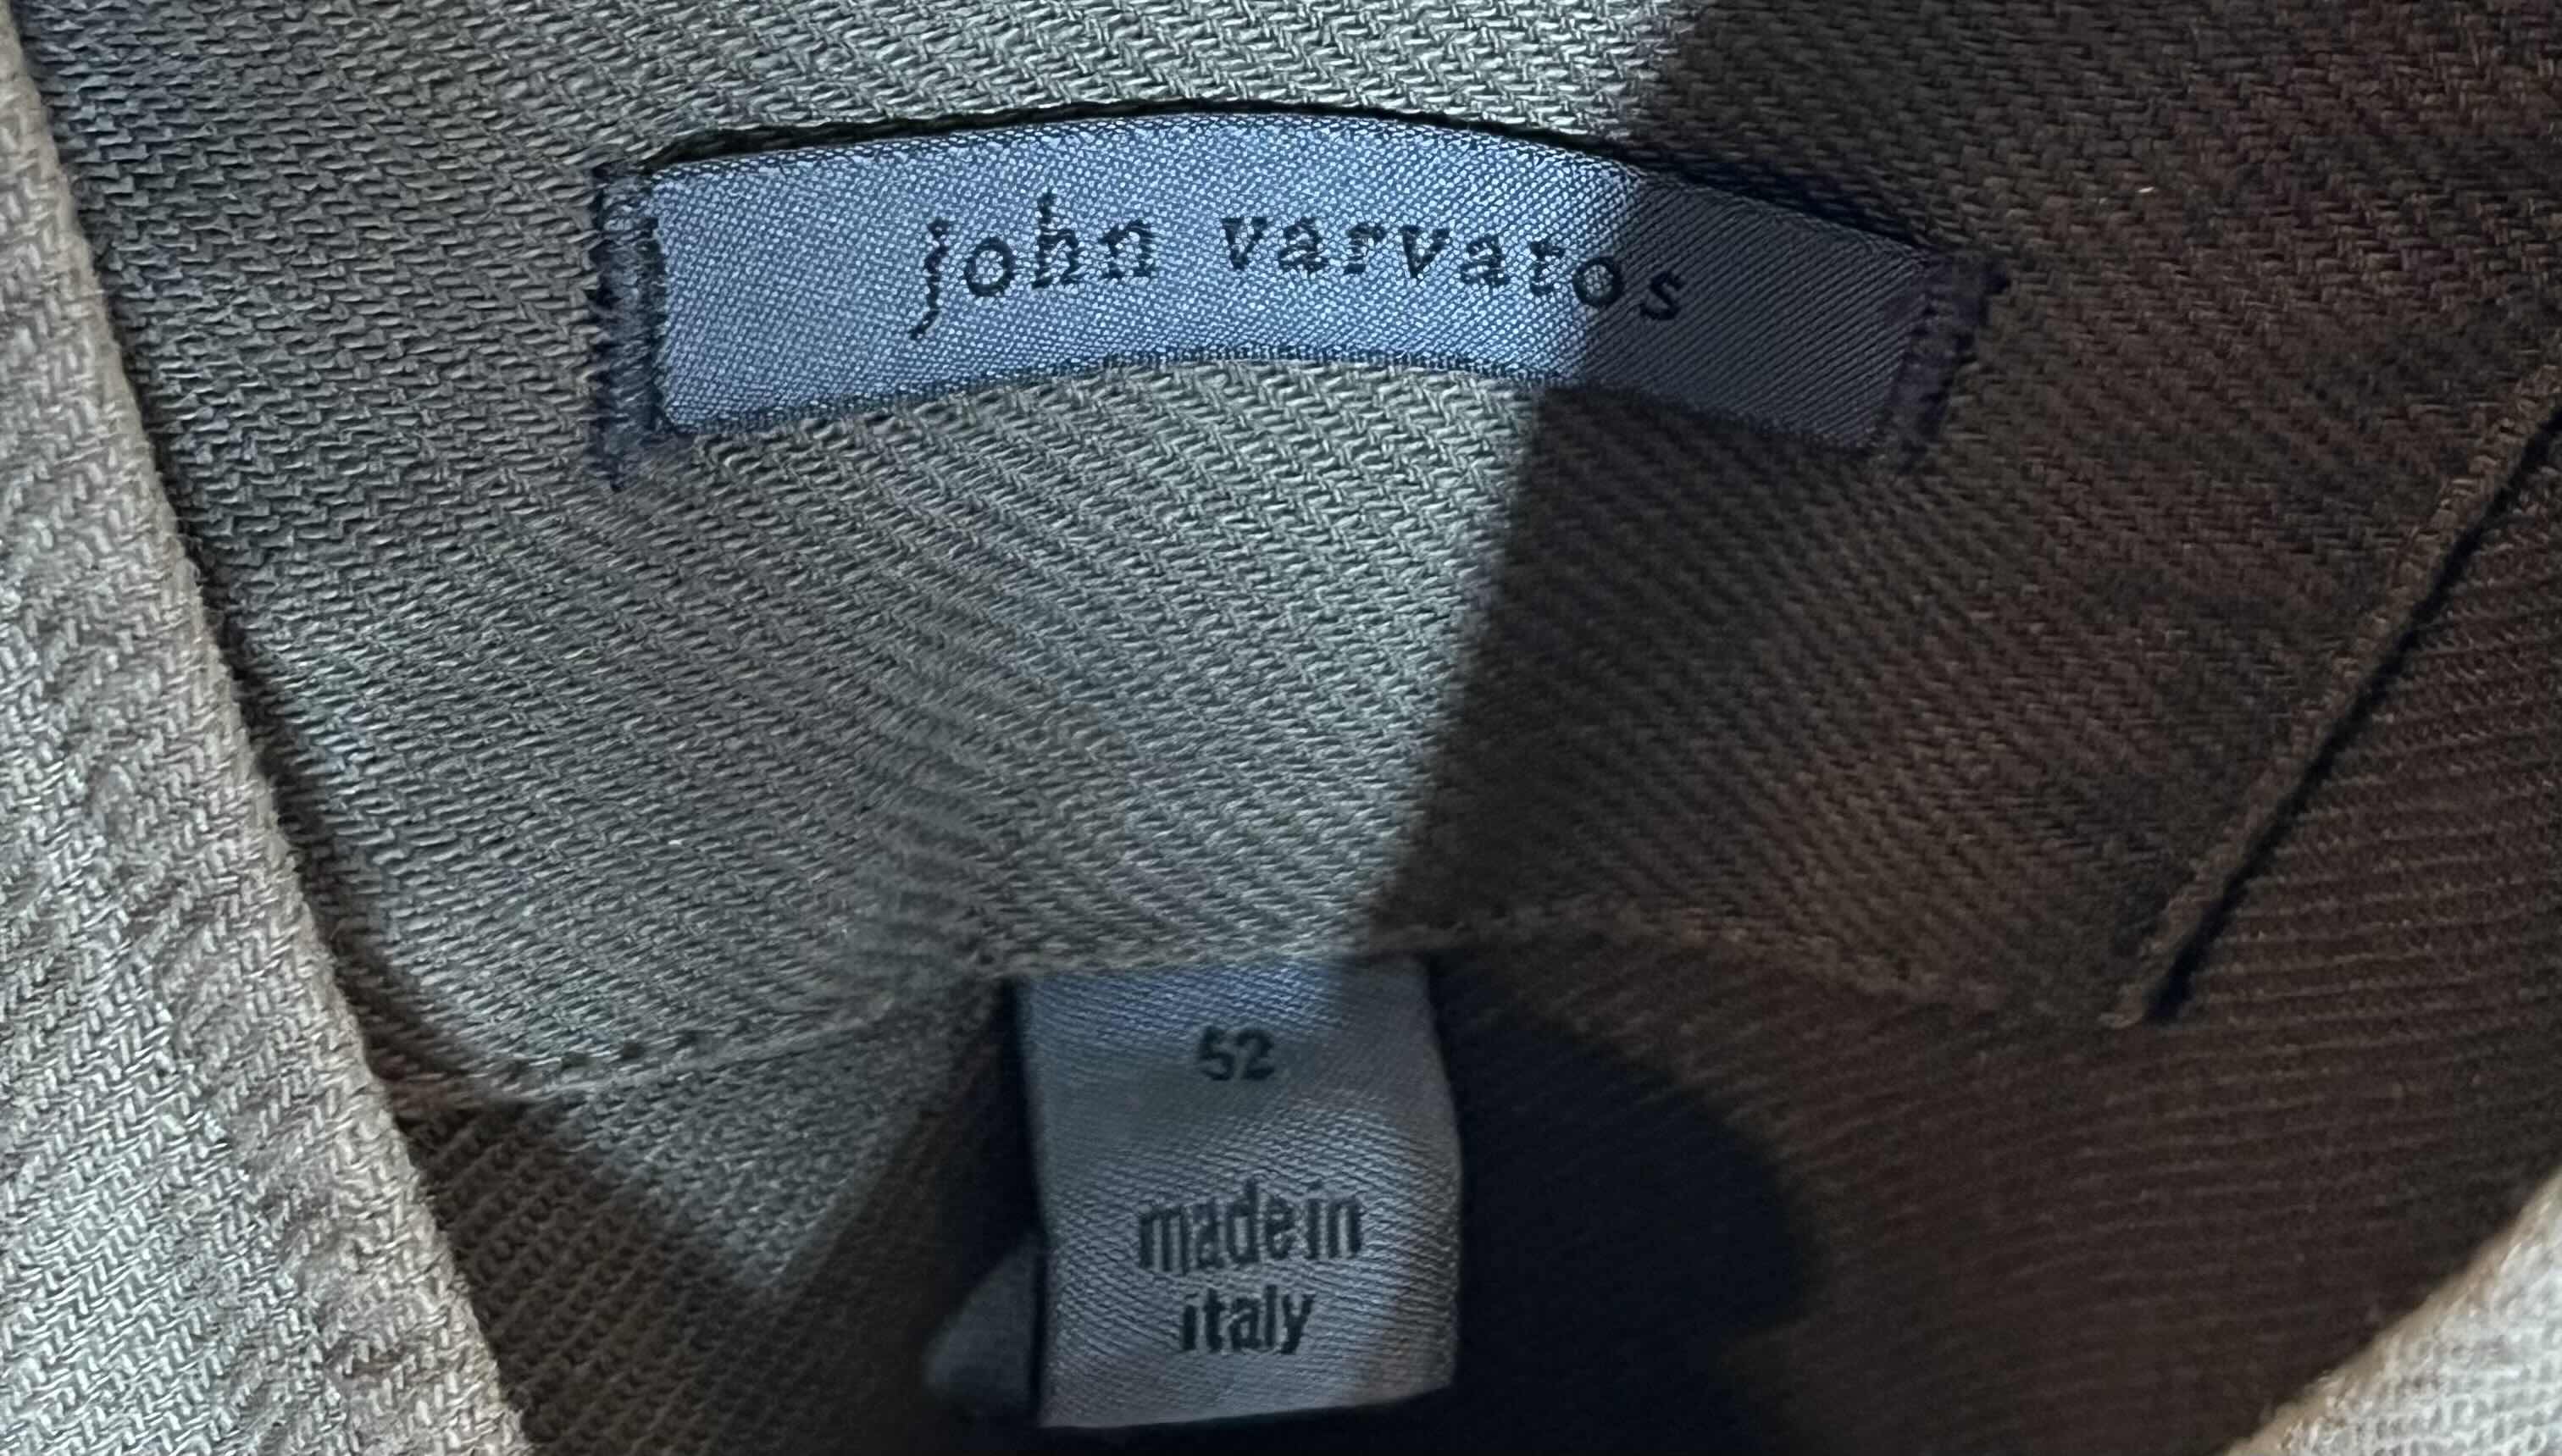 john varvatos
52
made in
italy